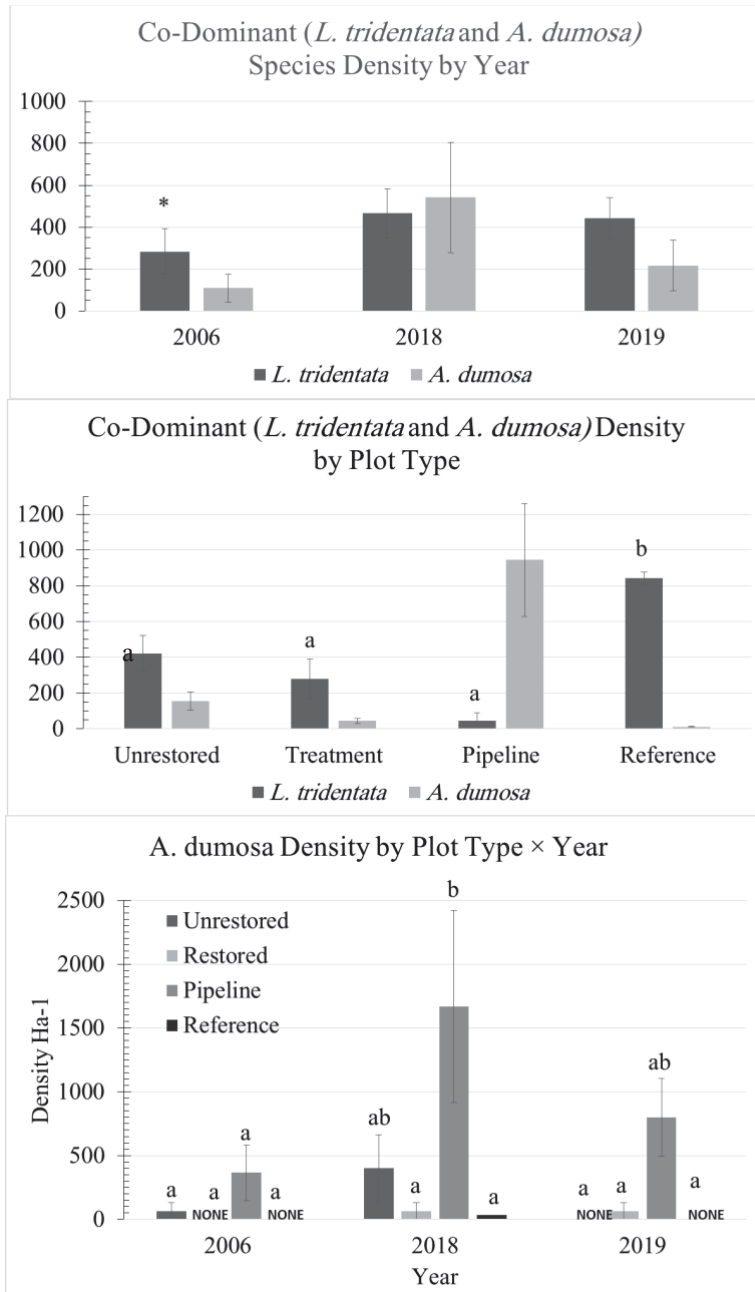 Co-Dominant (L. tridentata and A. dumosa)
Species Density by Year
1000
800
600
400
200
0
*
2006 2018 2019
L. tridentata A. dumosa
Co-Dominant (L. tridentata and A. dumosa) Density
by Plot Type
1200
1000
800
600
400
200
0
a a a b
Unrestored Treatment Pipeline Reference
L. tridentata A. dumosa
A. dumosa Density by Plot Type × Year
Density Ha-1
2500
2000
1500
1000
500
0
Unrestored
Restored
Pipeline
Reference
a a a a ab a b a a a ab a
NONE NONE NONE NONE
2006 2018 2019
Year